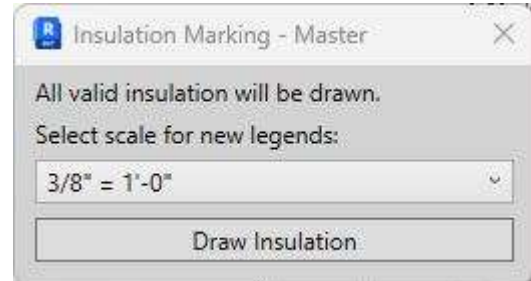 Insulation Marking - Master
All valid insulation will be drawn.
Select scale for new legends:
3/8" = 1'-0"
Draw Insulation